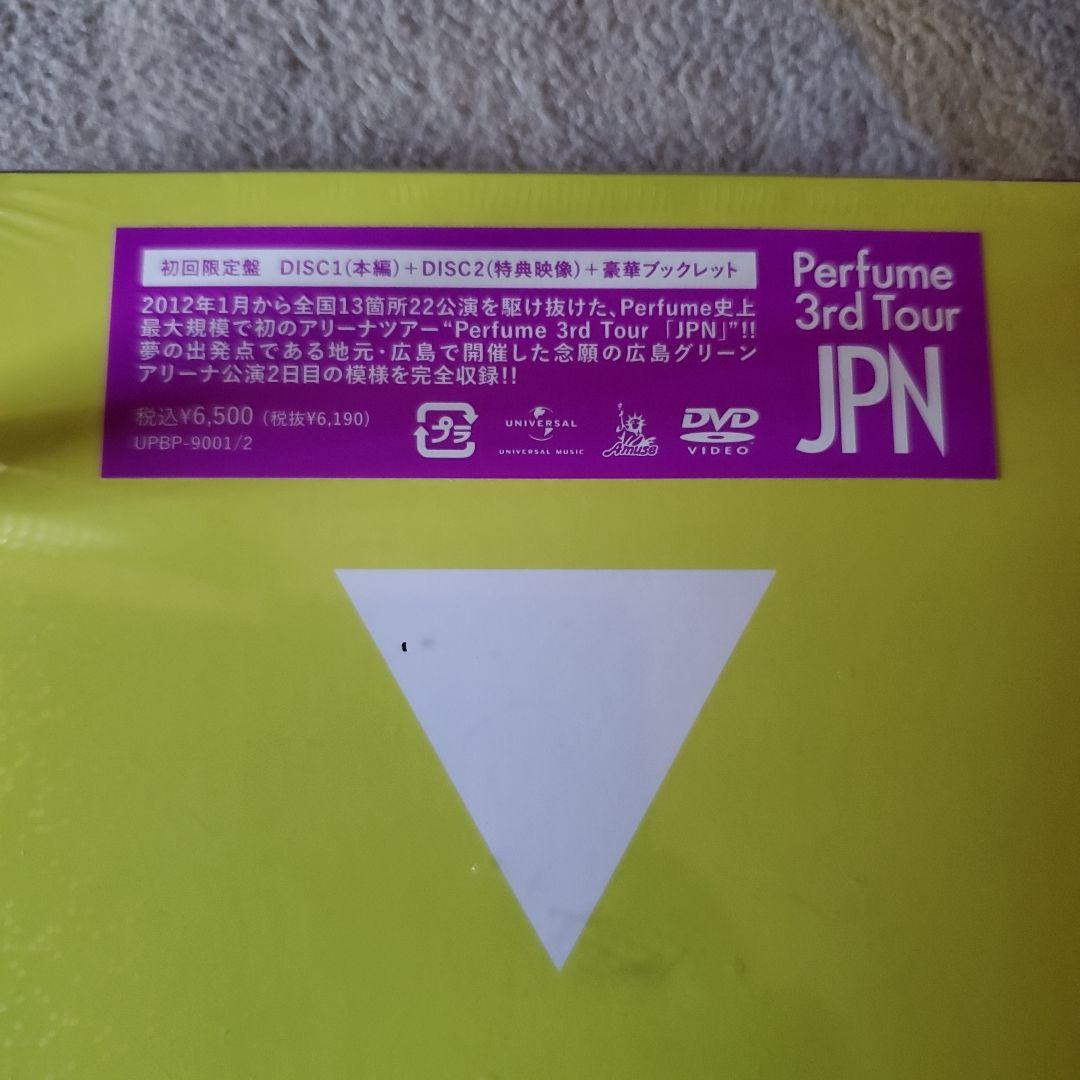 初回限定盤 DISC1(本編)+DISC2(特典映像)+豪華ブックレット
2012年1月から全国13箇所22公演を駆け抜けた、Perfume史上
最大規模で初のアリーナツアー“Perfume 3rd Tour 「JPN」”!!
夢の出発点である地元・広島で開催した念願の広島グリーン
アリーナ公演2日目の模様を完全収録!!
税込¥6,500 (税抜¥6,190)
UPBP-9001/2
プラ
UNIVERSAL
UNIVERSAL MUSIC
Amuse
DVD
VIDEO
Perfume
3rd Tour
JPN